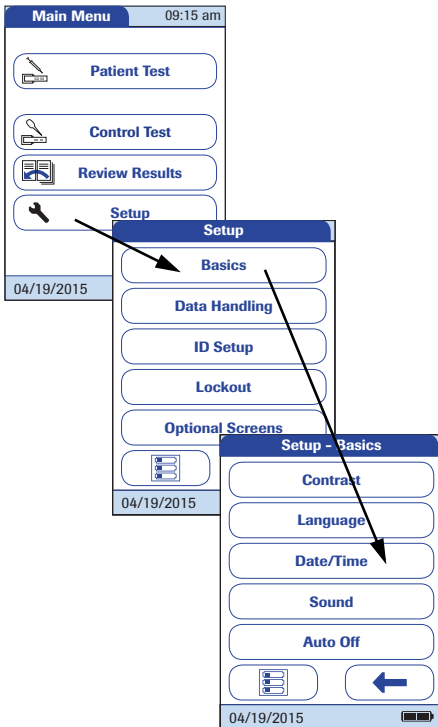 Main Menu 09:15 am
Patient Test
Control Test
Review Results
Setup
04/19/2015
Setup
Basics
Data Handling
ID Setup
Lockout
Optional Screens
04/19/2015
Setup - Basics
Contrast
Language
Date/Time
Sound
Auto Off
04/19/2015